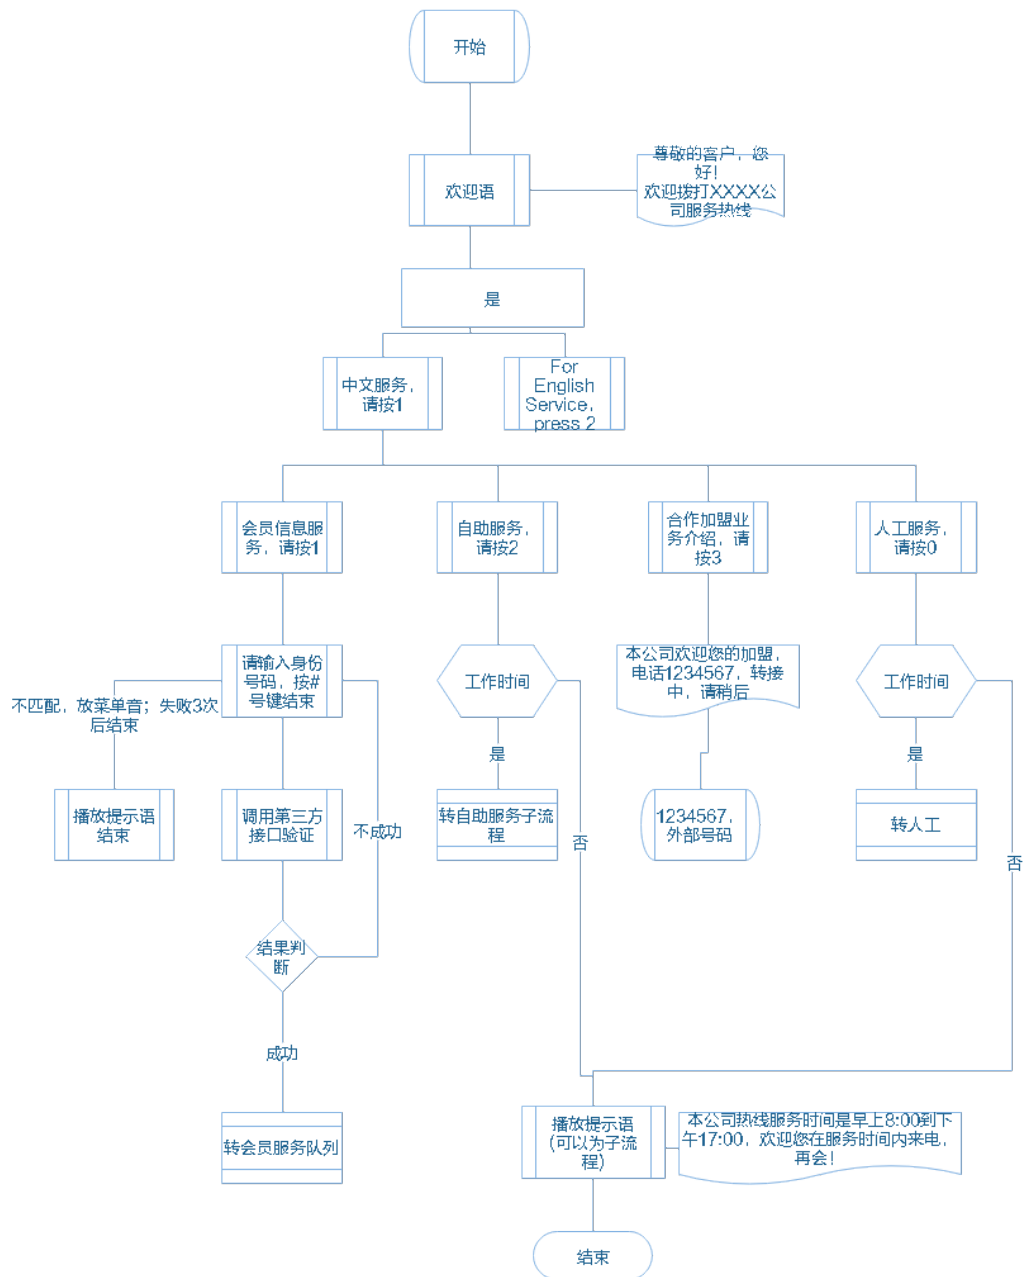 开始
尊敬的客户，您
好！
欢迎拨打XXXX公
司服务热线
欢迎语
是
中文服务，
请按1
For
English
Service，
press 2
会员信息服
务，请按1
自助服务，
请按2
合作加盟业
务介绍，请
按3
人工服务，
请按0
请输入身份
号码，按#
号键结束
工作时间
本公司欢迎您的加盟，
电话1234567，转接
中，请稍后
工作时间
不匹配，放菜单音；失败3次
后结束
是
是
播放提示语
结束
调用第三方
接口验证
不成功
转自助服务子流
程
否
1234567，
外部号码
转人工
否
结果判
断
成功
转会员服务队列
播放提示语
(可以为子流
程)
本公司热线服务时间是早上8:00到下
午17:00，欢迎您在服务时间内来电，
再会！
结束